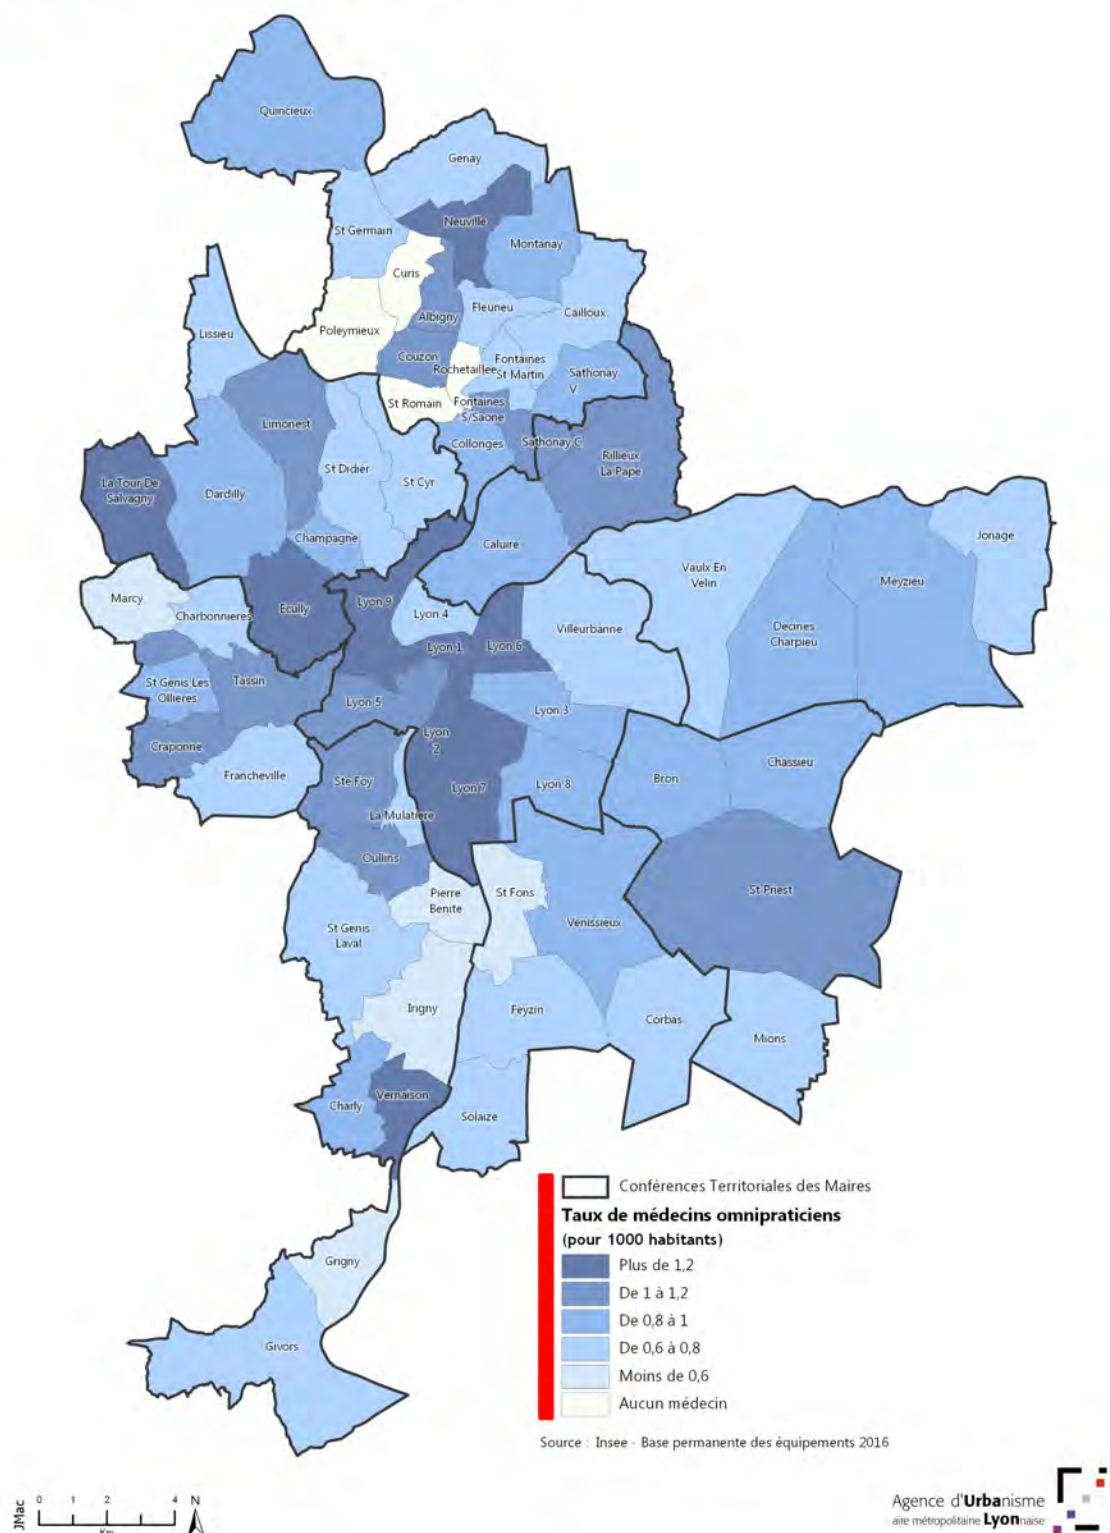 Quincieux
Genay
Neuville
St Germain
Montanay
Curis
Fleuneu
Cailloux
Albigny
Poleymieux
Lissieu
Couzon
Rochetaillee
Fontaines
St Martin
Sathonay
V.
St Romain
Fontaines
S/Saone
Limonest
Collonges
Sathonay C.
Rillieux
La Pape
St Didier
St Cyr
La Tour De
Salvagny
Dardilly
Champagne
Caluire
Jonage
Vaulx En
Velin
Meyzieu
Marcy
Charbonnieres
Ecully
Lyon 9
Lyon 4
Villeurbanne
Decines
Charpieu
Lyon 1
Lyon 6
St Genis Les
Ollieres
Tassin
Lyon 5
Lyon 3
Craponne
Lyon
2
Francheville
Ste Foy
Lyon 7
Lyon 8
Bron
Chassieu
La Mulatiere
Oullins
Pierre
Benite
St Fons
St Priest
Venissieux
St Genis
Laval
Irigny
Feyzin
Corbas
Mions
Charly
Vernaison
Solaize
Grigny
Givors
Conférences Territoriales des Maires
Taux de médecins omnipraticiens
(pour 1000 habitants)
Plus de 1,2
De 1 à 1,2
De 0,8 à 1
De 0,6 à 0,8
Moins de 0,6
Aucun médecin
Source : Insee - Base permanente des équipements 2016
JMac
0 1 2 4
Km
N
Agence d'Urbanisme
aire métropolitaine Lyonnaise